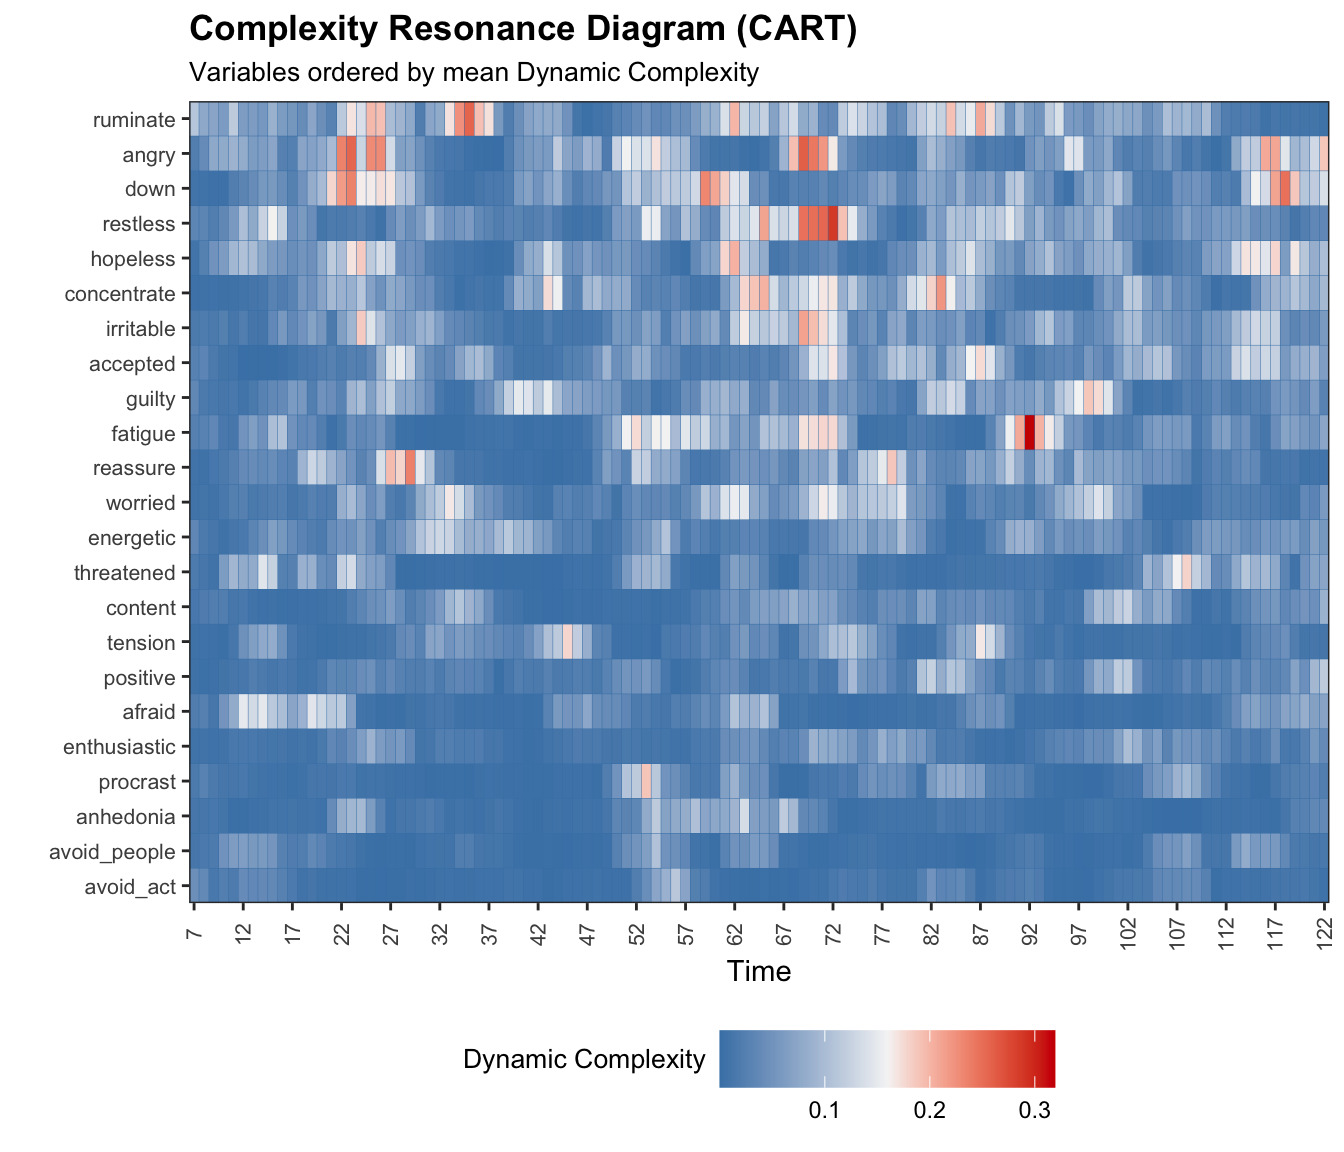 Complexity Resonance Diagram (CART)
Variables ordered by mean Dynamic Complexity
ruminate
angry
down
restless
hopeless
concentrate
irritable
accepted
guilty
fatigue
reassure
worried
energetic
threatened
content
tension
positive
afraid
enthusiastic
procrast
anhedonia
avoid_people
avoid_act
7 12 17 22 27 32 37 42 47 52 57 62 67 72 77 82 87 92 97 102 107 112 117 122
Time
Dynamic Complexity
0.1 0.2 0.3